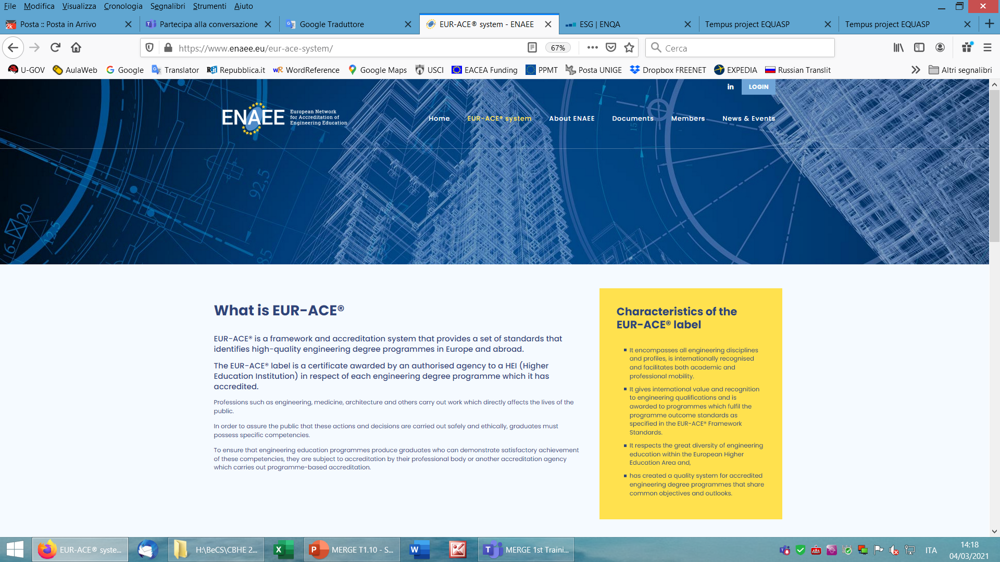 File Modifica Visualizza Cronologia Segnalibri Strumenti Aiuto
Posta :: Posta in Arrivo
Partecipa alla conversazione
Google Traduttore
EUR-ACE® system - ENAEE
ESG | ENQA
Tempus project EQUASP
Tempus project EQUASP
https://www.enaee.eu/eur-ace-system/
67%
Cerca
U-GOV AulaWeb Google Translator Repubblica.it WordReference Google Maps USCI EACEA Funding PPMT Posta UNIGE Dropbox FREENET EXPEDIA Russian Translit Altri segnalibri
in LOGIN
ENAEE
European Network
for Accreditation of
Engineering Education
Home EUR-ACE® system About ENAEE Documents Members News & Events
92,5
12,5
85
What is EUR-ACE®
EUR-ACE® is a framework and accreditation system that provides a set of standards that
identifies high-quality engineering degree programmes in Europe and abroad.
The EUR-ACE® label is a certificate awarded by an authorised agency to a HEI (Higher
Education Institution) in respect of each engineering degree programme which it has
accredited.
Professions such as engineering, medicine, architecture and others carry out work which directly affects the lives of the
public.
In order to assure the public that these actions and decisions are carried out safely and ethically, graduates must
possess specific competencies.
To ensure that engineering education programmes produce graduates who can demonstrate satisfactory achievement
of these competencies, they are subject to accreditation by their professional body or another accreditation agency
which carries out programme-based accreditation.
Characteristics of the
EUR-ACE® label
It encompasses all engineering disciplines
and profiles, is internationally recognised
and facilitates both academic and
professional mobility.
It gives international value and recognition
to engineering qualifications and is
awarded to programmes which fulfil the
programme outcome standards as
specified in the EUR-ACE® Framework
Standards.
It respects the great diversity of engineering
education within the European Higher
Education Area and,
has created a quality system for accredited
engineering degree programmes that share
common objectives and outlooks.
EUR-ACE® syste...
H:\BeCS\CBHE 2...
MERGE T1.10 - S...
MERGE 1st Traini...
ITA
14:18
04/03/2021